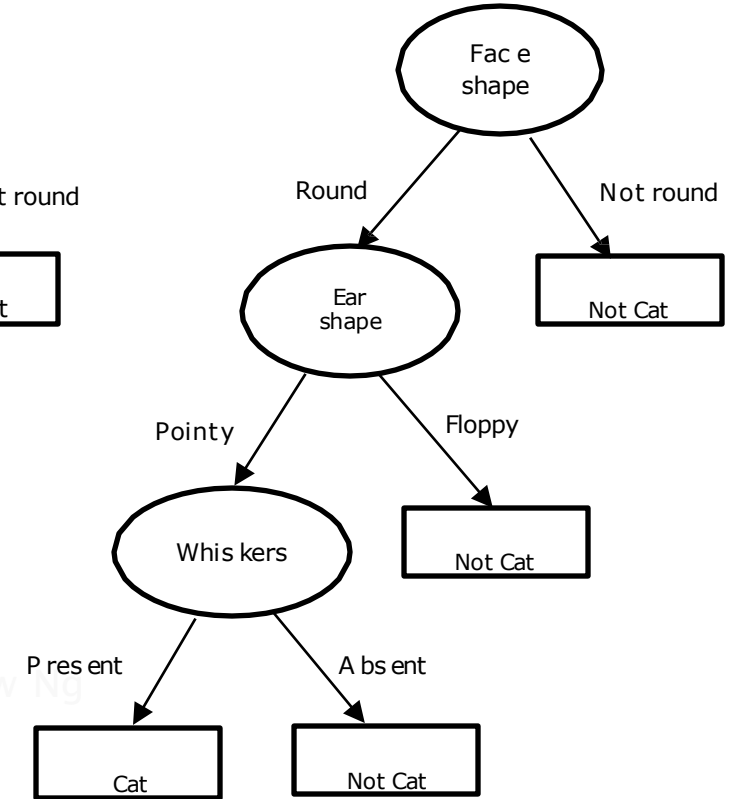 Face
shape
Round
Not round
t round
Ear
shape
Not Cat
t
Pointy
Floppy
Whiskers
Not Cat
Present
Absent
w Ng
Cat
Not Cat